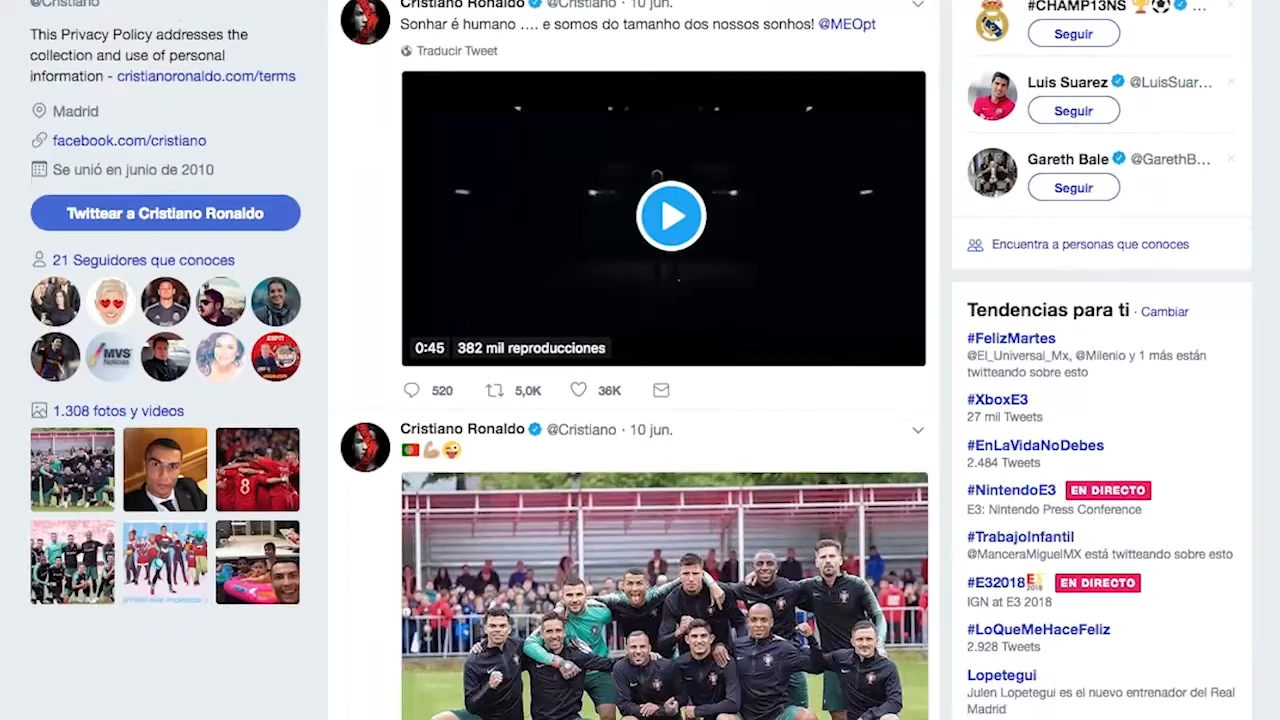 @Cristiano
This Privacy Policy addresses the
collection and use of personal
information - cristianoronaldo.com/terms
Madrid
facebook.com/cristiano
Se unió en junio de 2010
Twittear a Cristiano Ronaldo
21 Seguidores que conoces
MVS
Noticias
ESPN
1.308 fotos y videos
8
Cristiano Ronaldo @Cristiano · 10 jun.
Sonhar é humano .... e somos do tamanho dos nossos sonhos! @MEOpt
Traducir Tweet
0:45 382 mil reproducciones
520 5,0K 36K
Cristiano Ronaldo @Cristiano · 10 jun.
#CHAMP13NS ...
Seguir
Luis Suarez @LuisSuar...
Seguir
Gareth Bale @GarethB...
Seguir
Encuentra a personas que conoces
Tendencias para ti · Cambiar
#FelizMartes
@El_Universal_Mx, @Milenio y 1 más están
twitteando sobre esto
#XboxE3
27 mil Tweets
#EnLaVidaNoDebes
2.484 Tweets
#NintendoE3 EN DIRECTO
E3: Nintendo Press Conference
#TrabajoInfantil
@ManceraMiguelMX está twitteando sobre esto
#E32018 E3 2018 EN DIRECTO
IGN at E3 2018
#LoQueMeHaceFeliz
2.928 Tweets
Lopetegui
Julen Lopetegui es el nuevo entrenador del Real
Madrid